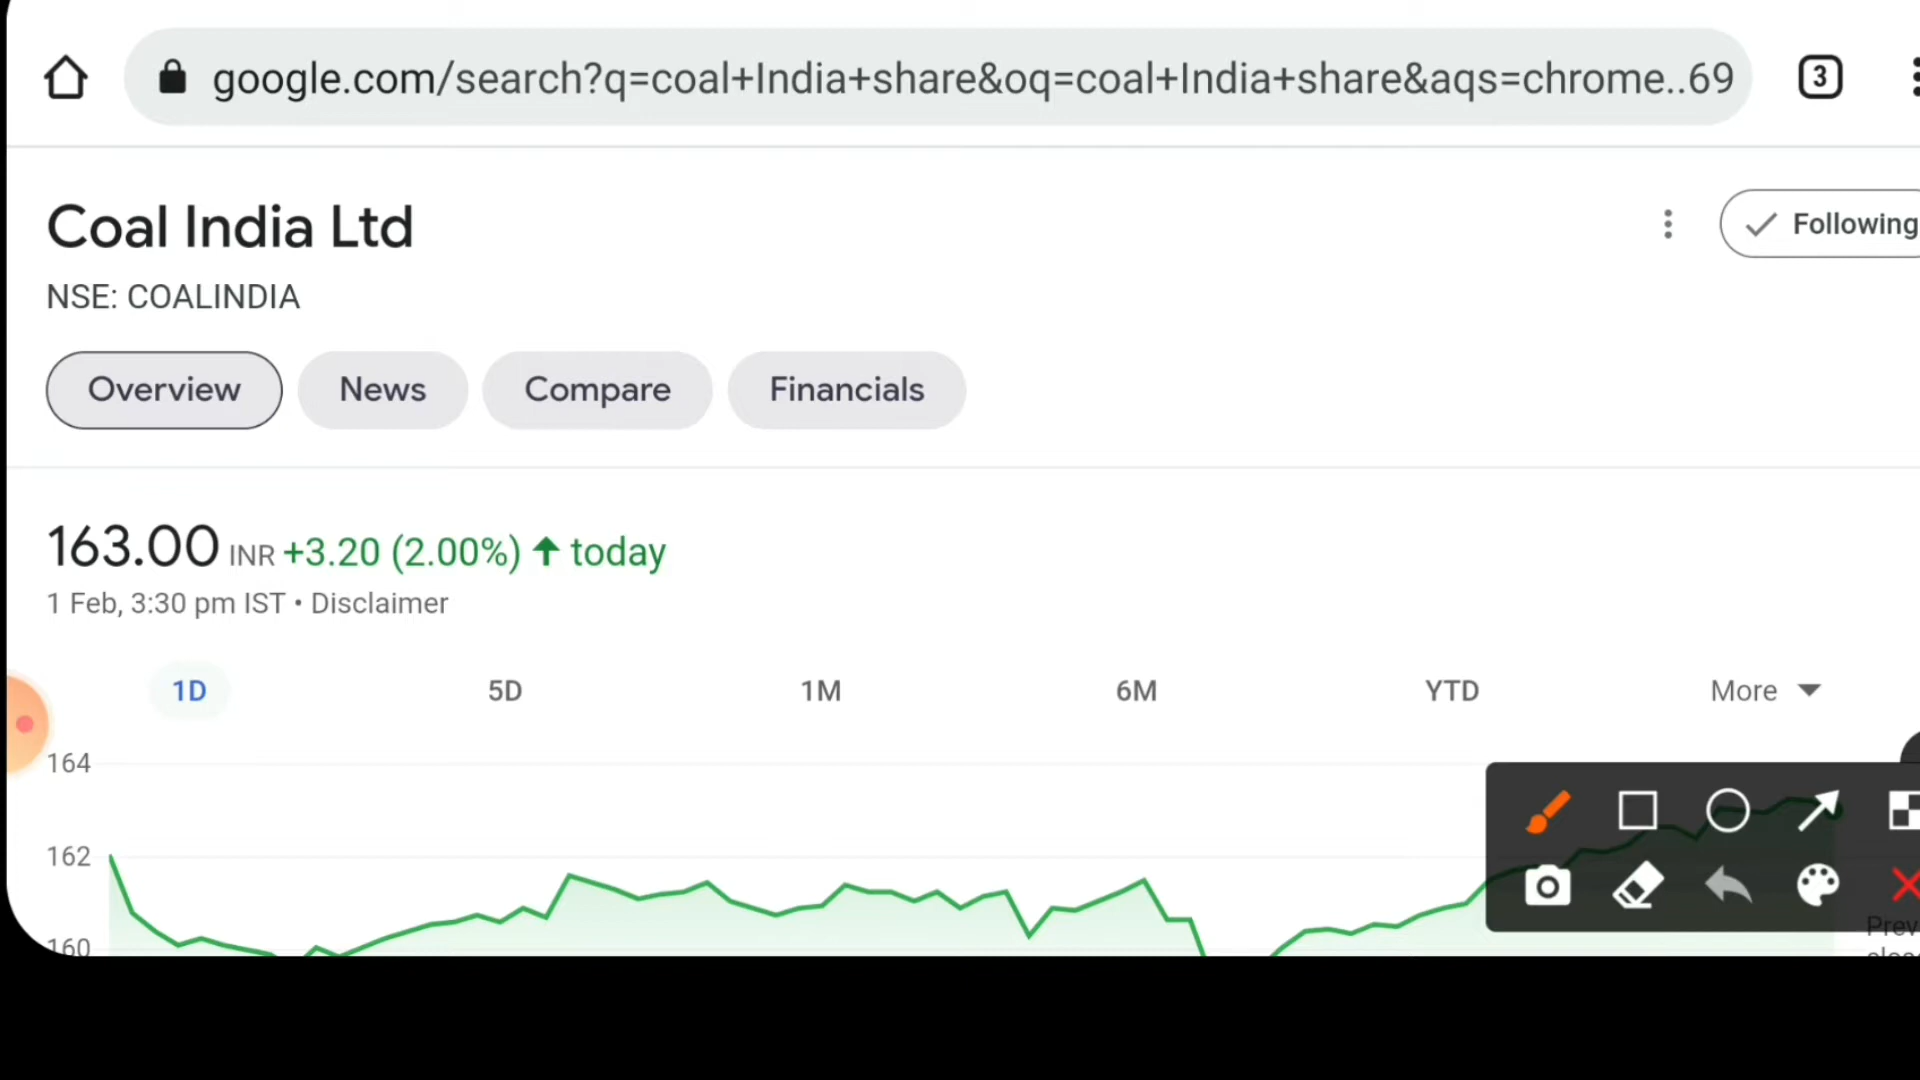 google.com/search?q=coal+India+share&oq=coal+India+share&aqs=chrome..69
3
Coal India Ltd
Following
NSE: COALINDIA
Overview
News
Compare
Financials
163.00 INR +3.20 (2.00%) ↑ today
1 Feb, 3:30 pm IST • Disclaimer
1D
5D
1M
6M
YTD
More
164
162
160
Prev